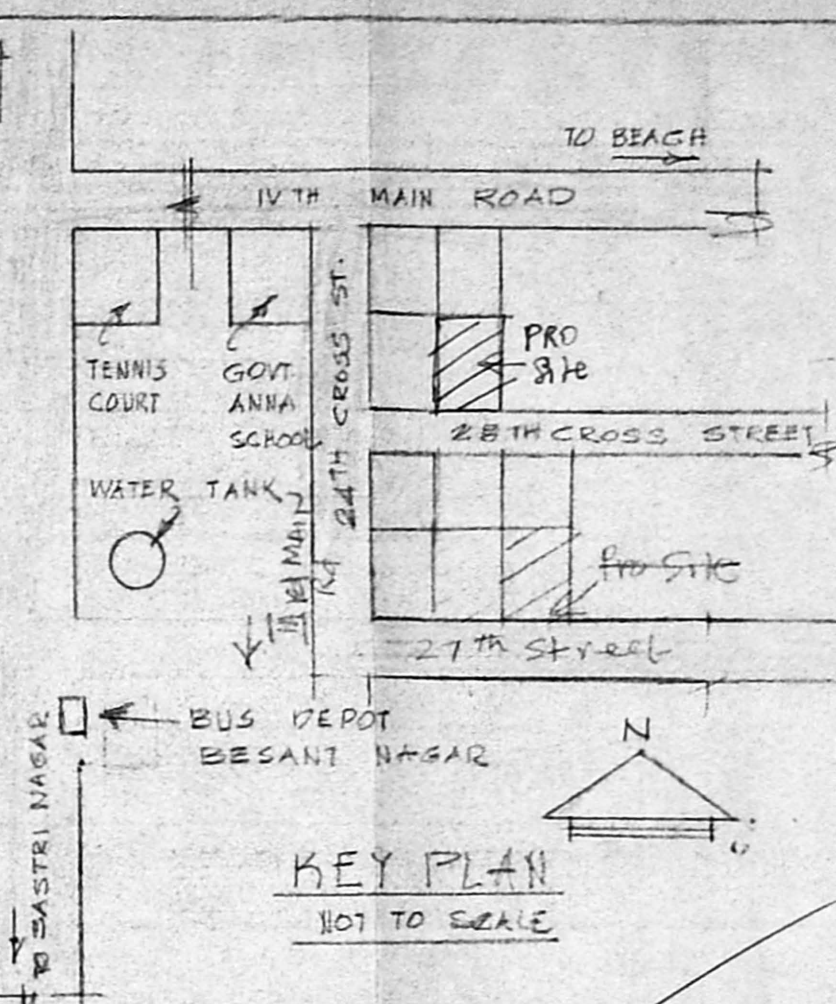 TO BEACH
IVTH MAIN ROAD
24TH CROSS ST.
PRO
Site
TENNIS
COURT
GOVT
ANNA
SCHOOL
28TH CROSS STREET
WATER TANK
III RD MAIN
Rd
Pro Site
27th Street
BUS DEPOT
BESANT NAGAR
TO SASTRI NAGAR
N
KEY PLAN
NOT TO SCALE